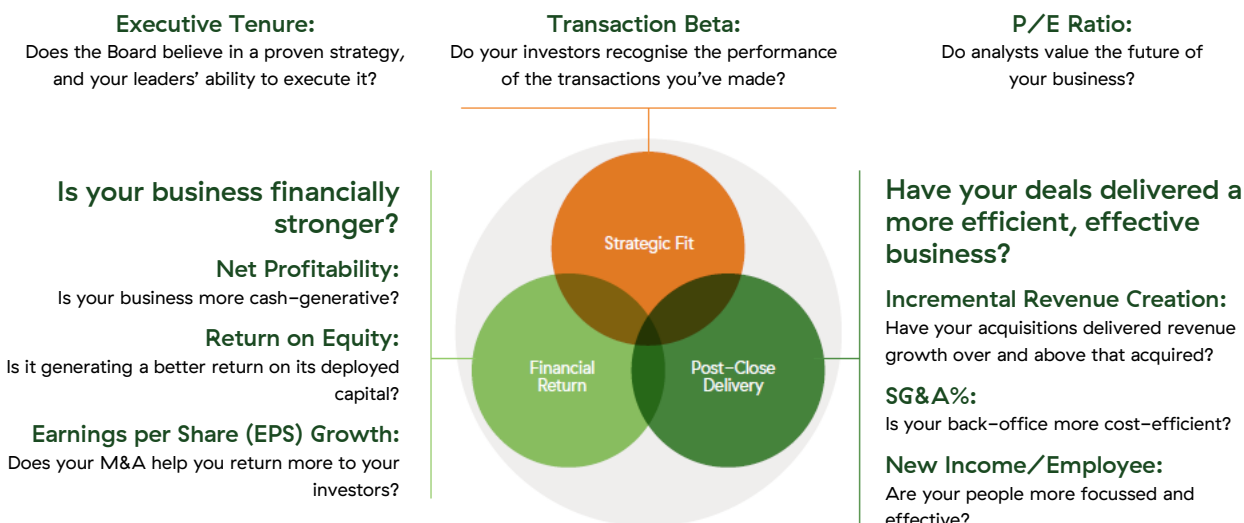 Executive Tenure:
Does the Board believe in a proven strategy,
and your leaders’ ability to execute it?
Transaction Beta:
Do your investors recognise the performance
of the transactions you’ve made?
P/E Ratio:
Do analysts value the future of
your business?
Is your business financially
stronger?
Net Profitability:
Is your business more cash-generative?
Return on Equity:
Is it generating a better return on its deployed
capital?
Earnings per Share (EPS) Growth:
Does your M&A help you return more to your
investors?
Strategic Fit
Financial
Return
Post-Close
Delivery
Have your deals delivered a
more efficient, effective
business?
Incremental Revenue Creation:
Have your acquisitions delivered revenue
growth over and above that acquired?
SG&A%:
Is your back-office more cost-efficient?
New Income/Employee:
Are your people more focussed and
effective?